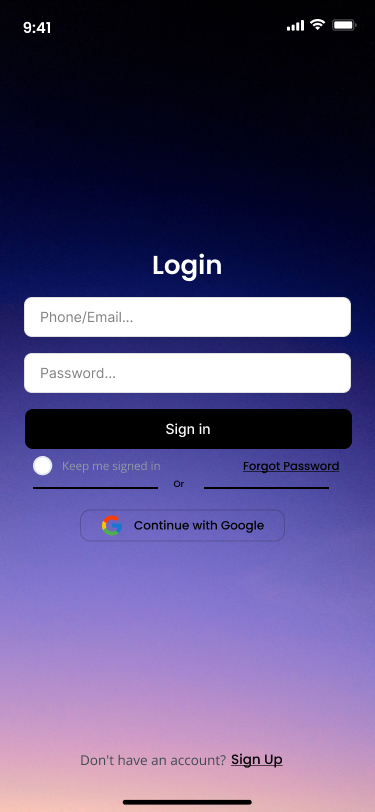 9:41
Login
Phone/Email...
Password...
Sign in
Keep me signed in Forgot Password
Or
Continue with Google
Don't have an account? Sign Up